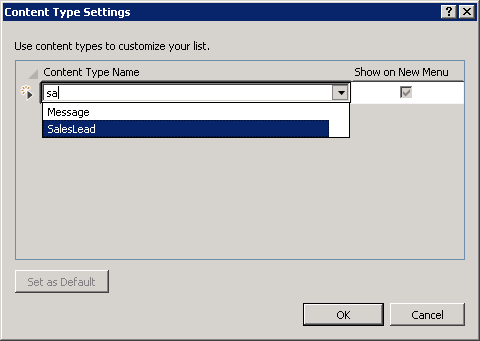 Content Type Settings
Use content types to customize your list.
Content Type Name Show on New Menu
sa
Message
SalesLead
Set as Default
OK Cancel